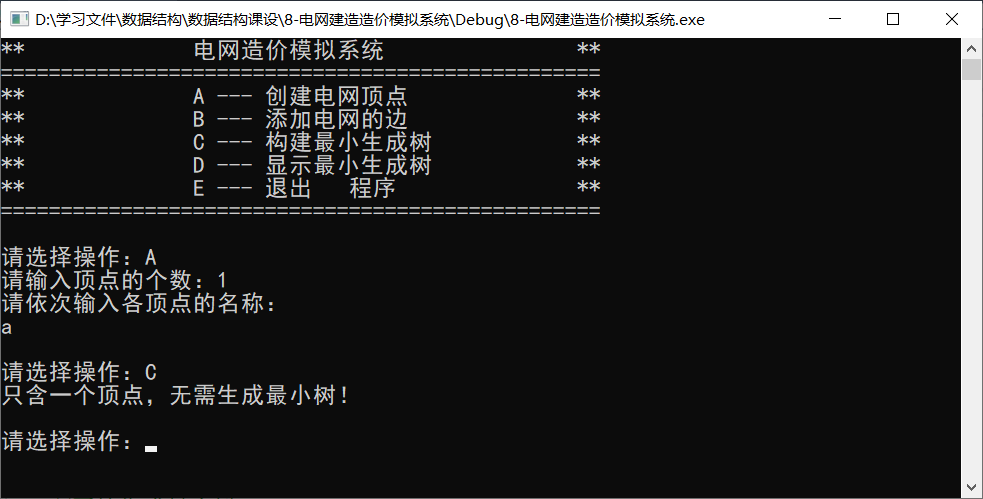 D:\学习文件\数据结构\数据结构课设\8-电网建造造价模拟系统\Debug\8-电网建造造价模拟系统.exe
** 电网造价模拟系统 **
==================================================
** A --- 创建电网顶点 **
** B --- 添加电网的边 **
** C --- 构建最小生成树 **
** D --- 显示最小生成树 **
** E --- 退出 程序 **
==================================================
请选择操作：A
请输入顶点的个数：1
请依次输入各顶点的名称：
a
请选择操作：C
只含一个顶点，无需生成最小树！
请选择操作：